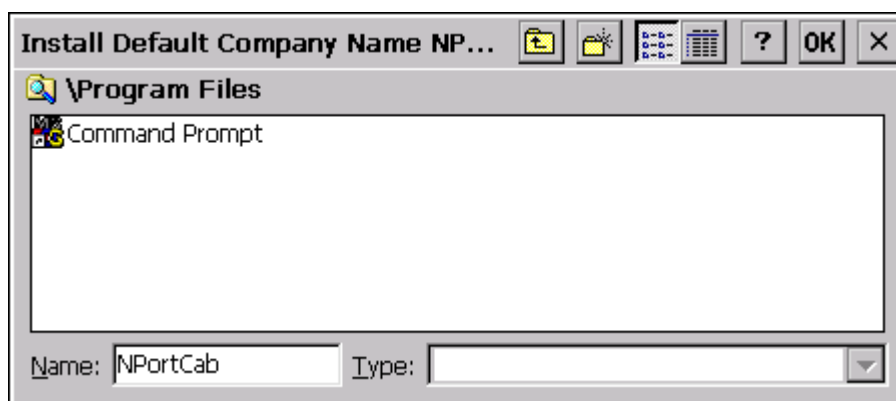 Install Default Company Name NP... ? OK ×
\Program Files
Command Prompt
Name: NPortCab Type: